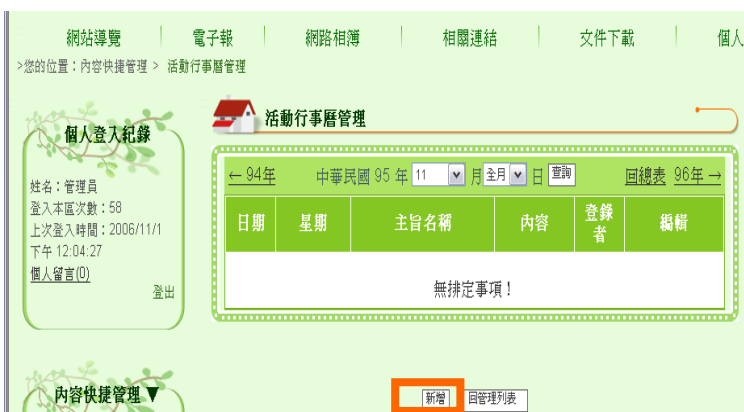 網站導覽 電子報 網路相簿 相關連結 文件下載 個人
>您的位置：內容快捷管理 > 活動行事曆管理
個人登入紀錄
姓名：管理員
登入本區次數：58
上次登入時間：2006/11/1
下午 12:04:27
個人留言(0)
登出
活動行事曆管理
←94年 中華民國 95 年 11 月 全月 日 查詢 回總表 96年→
日期 星期 主旨名稱 內容 登錄者 編輯
無排定事項！
內容快捷管理▼
新增 回管理列表